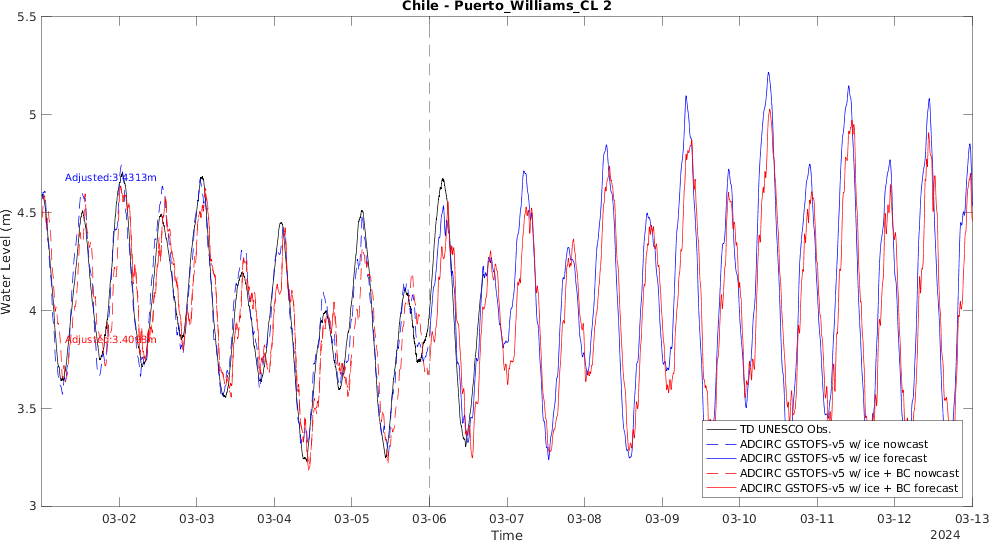 Chile - Puerto_Williams_CL 2
Water Level (m)
5.5
5
4.5
4
3.5
3
Adjusted:3.4313m
Adjusted:3.4093m
TD UNESCO Obs.
ADCIRC GSTOFS-v5 w/ ice nowcast
ADCIRC GSTOFS-v5 w/ ice forecast
ADCIRC GSTOFS-v5 w/ ice + BC nowcast
ADCIRC GSTOFS-v5 w/ ice + BC forecast
03-02 03-03 03-04 03-05 03-06 03-07 03-08 03-09 03-10 03-11 03-12 03-13
Time
2024